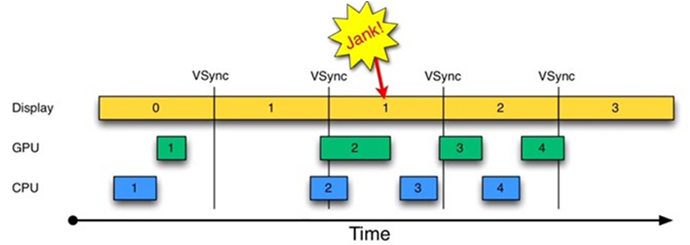 Jank!
VSync VSync VSync VSync
Display 0 1 1 2 3
GPU 1 2 3 4
CPU 1 2 3 4
Time